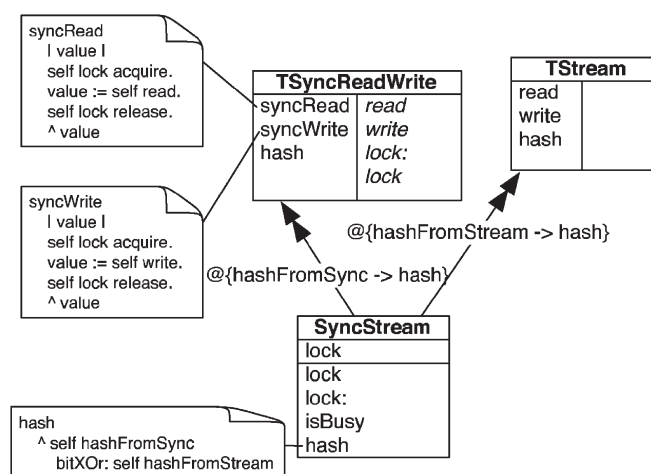 syncRead
| value |
self lock acquire.
value := self read.
self lock release.
^ value
TSyncReadWrite
syncRead read
syncWrite write
hash lock:
lock
TStream
read
write
hash
syncWrite
| value |
self lock acquire.
value := self write.
self lock release.
^ value
@{hashFromStream -> hash}
@{hashFromSync -> hash}
SyncStream
lock
lock
lock:
isBusy
hash
hash
^ self hashFromSync
bitXOr: self hashFromStream